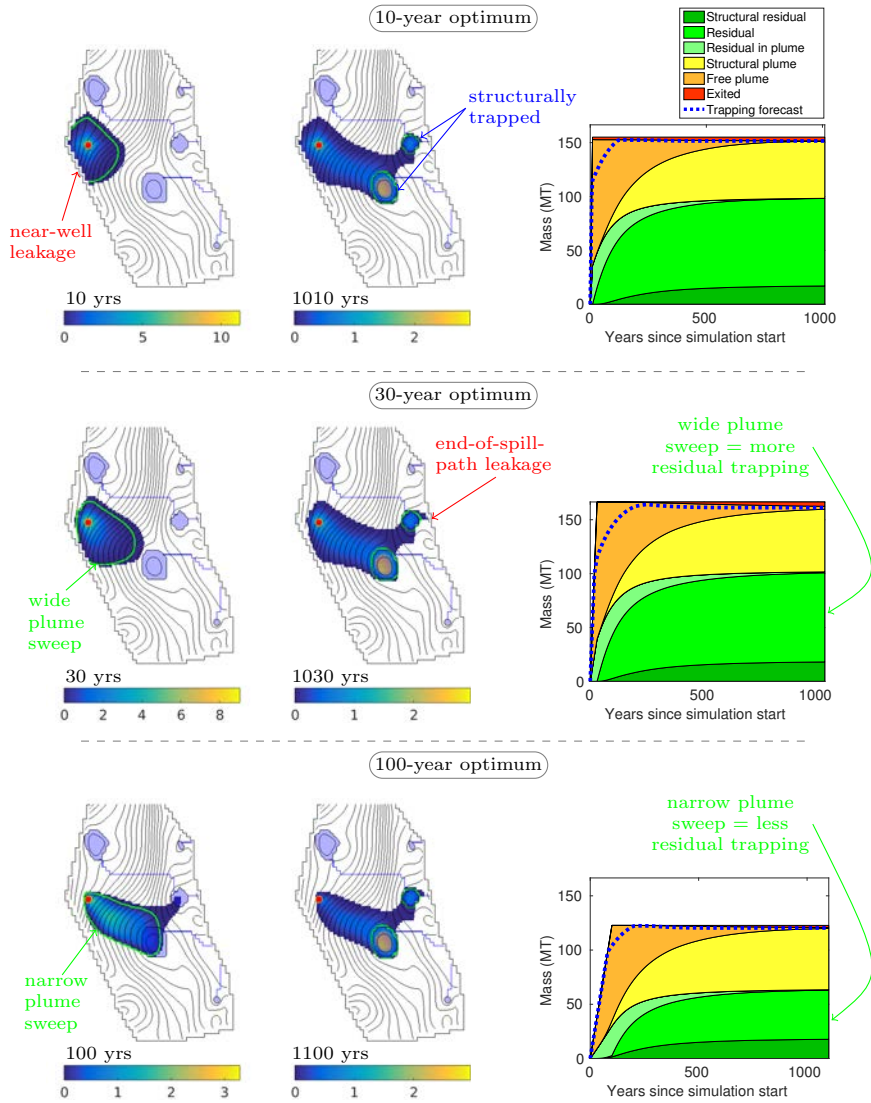 10-year optimum
Structural residual
Residual
Residual in plume
Structural plume
Free plume
Exited
Trapping forecast
structurally
trapped
near-well
leakage
10 yrs
0
5
10
1010
0
1
2
Mass (MT)
150
100
50
0
0
500
1000
Years since simulation start
30-year optimum
end-of-spill-
path leakage
wide plume
sweep = more
residual trapping
wide
plume
sweep
30 yrs
0
2
4
6
8
1030
0
1
2
Mass (MT)
150
100
50
0
0
500
1000
Years since simulation start
100-year optimum
narrow plume
sweep = less
residual trapping
narrow
plume
sweep
100 yrs
0
1
2
3
1100
0
1
2
Mass (MT)
150
100
50
0
0
500
1000
Years since simulation start